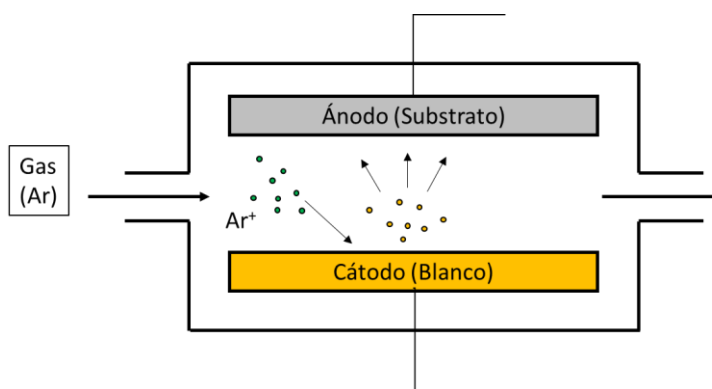 Ánodo (Substrato)
Gas
(Ar)
Ar⁺
Cátodo (Blanco)